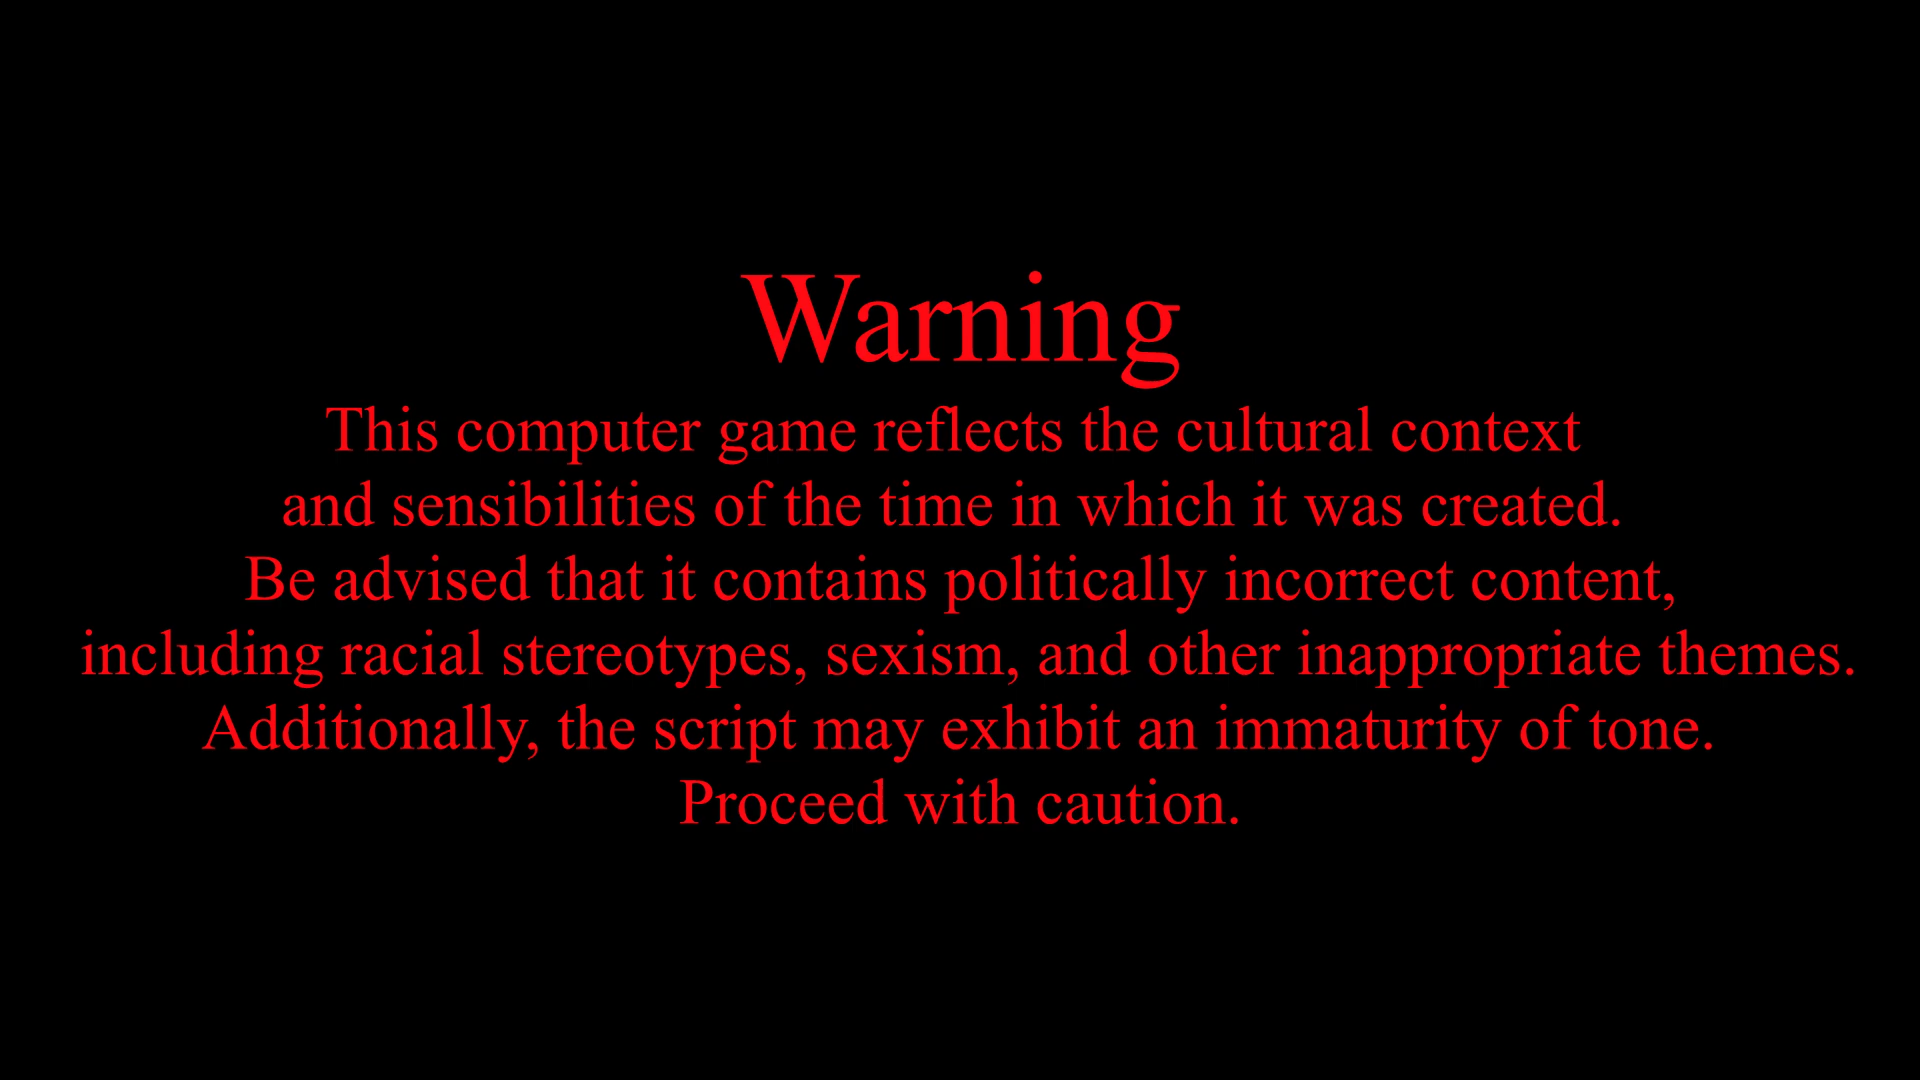 Warning
This computer game reflects the cultural context
and sensibilities of the time in which it was created.
Be advised that it contains politically incorrect content,
including racial stereotypes, sexism, and other inappropriate themes.
Additionally, the script may exhibit an immaturity of tone.
Proceed with caution.